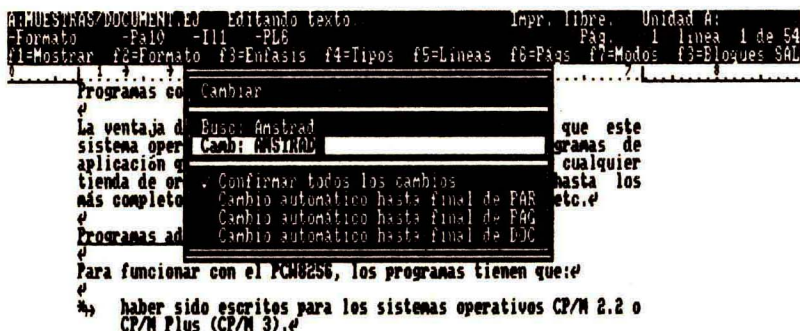 A:MUESTRAS/DOCUMENT.EJ Editando texto. Impr. libre. Unidad A:
-Formato -Pa10 -I11 -PL6 Pág. 1 línea 1 de 54
f1=Mostrar f2=Formato f3=Enfasis f4=Tipos f5=Líneas f6=Págs f7=Modos f3=Bloques SAL
Programas co
Cambiar
La ventaja d Busc: Amstrad que este
sistema oper Camb: AMSTRAD gramas de
aplicación q cualquier
tienda de or ✓ Confirmar todos los cambios hasta los
más completo Cambio automático hasta final de PAR etc.
Cambio automático hasta final de PAG
Programas ad Cambio automático hasta final de DOC
Para funcionar con el PCW8256, los programas tienen que:
* haber sido escritos para los sistemas operativos CP/M 2.2 o
CP/M Plus (CP/M 3).